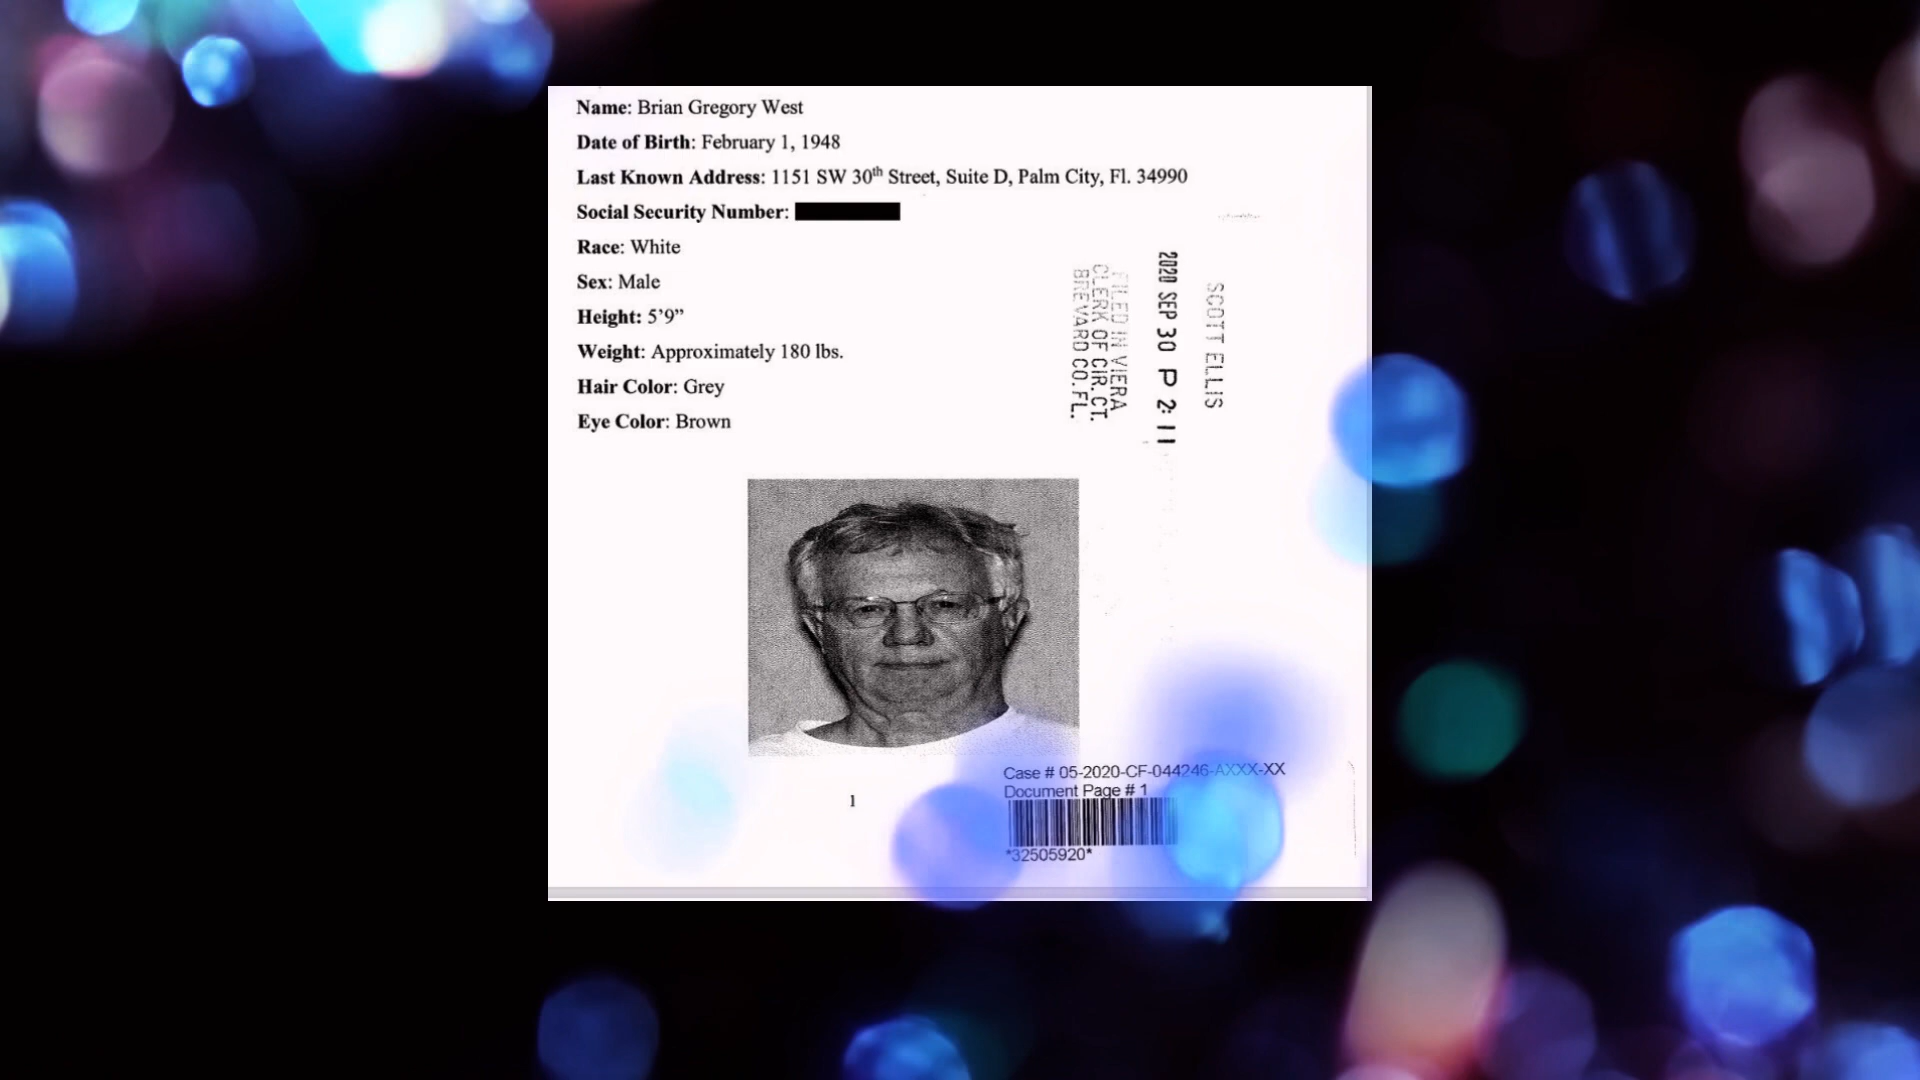 Name: Brian Gregory West
Date of Birth: February 1, 1948
Last Known Address: 1151 SW 30th Street, Suite D, Palm City, Fl. 34990
Social Security Number:
Race: White
Sex: Male
Height: 5’9”
Weight: Approximately 180 lbs.
Hair Color: Grey
Eye Color: Brown
SCOTT ELLIS
2020 SEP 30 P 2: 11
FILED IN VIERA
CLERK OF CIR. CT.
BREVARD CO. FL.
1
Case # 05-2020-CF-044246-AXXX-XX
Document Page # 1
*32505920*